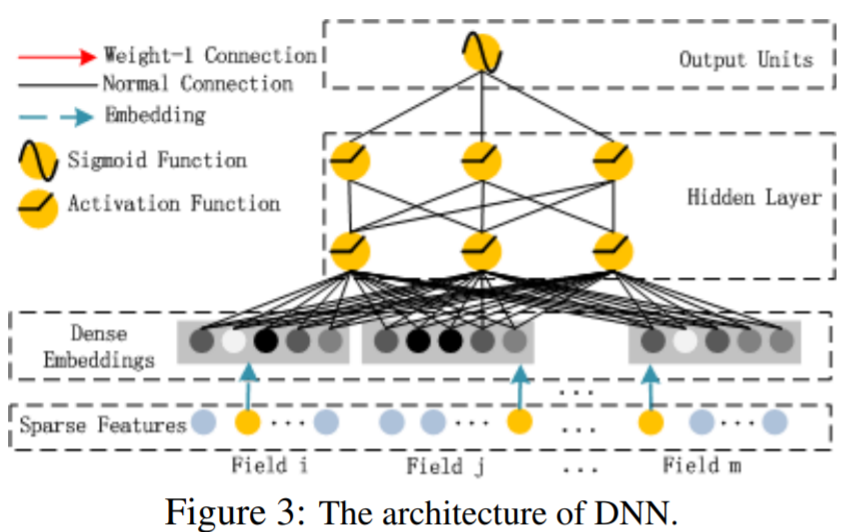 Weight-1 Connection
Normal Connection
Embedding
Sigmoid Function
Activation Function
Output Units
Hidden Layer
Dense
Embeddings
...
Sparse Features ... ... ... ...
Field i Field j ... Field m
Figure 3: The architecture of DNN.